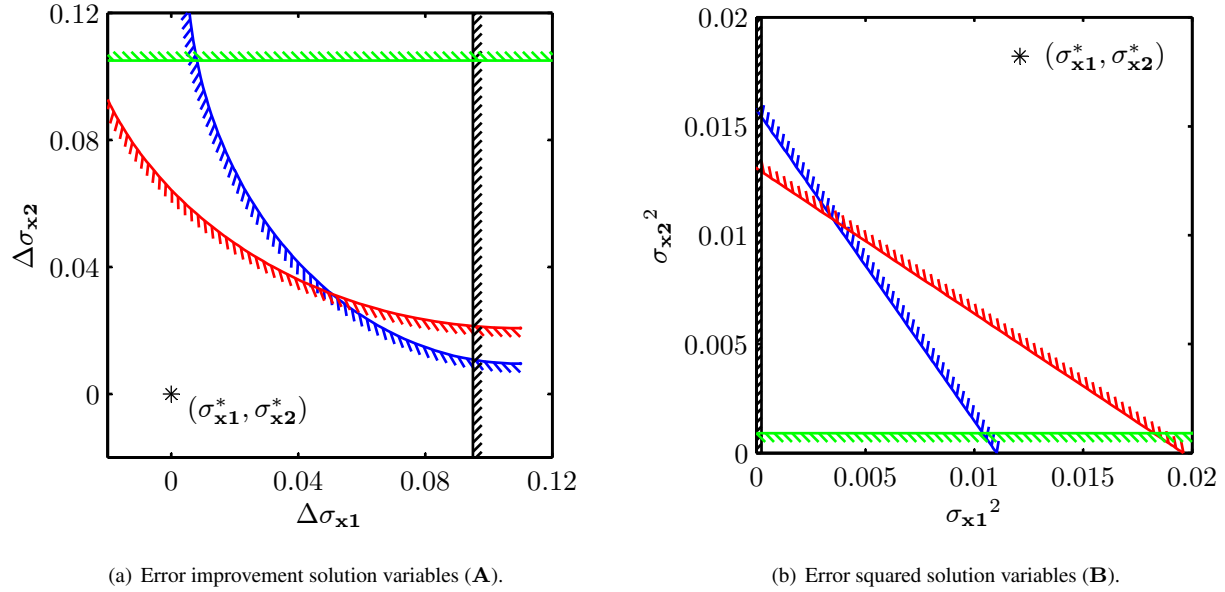 0.12
0.08
0.04
0
0
0.04
0.08
0.12
Δσx2
Δσx1
(σ*x1, σ*x2)
(a) Error improvement solution variables (A).
0.02
0.015
0.01
0.005
0
0
0.005
0.01
0.015
0.02
σx2²
σx1²
(σ*x1, σ*x2)
(b) Error squared solution variables (B).